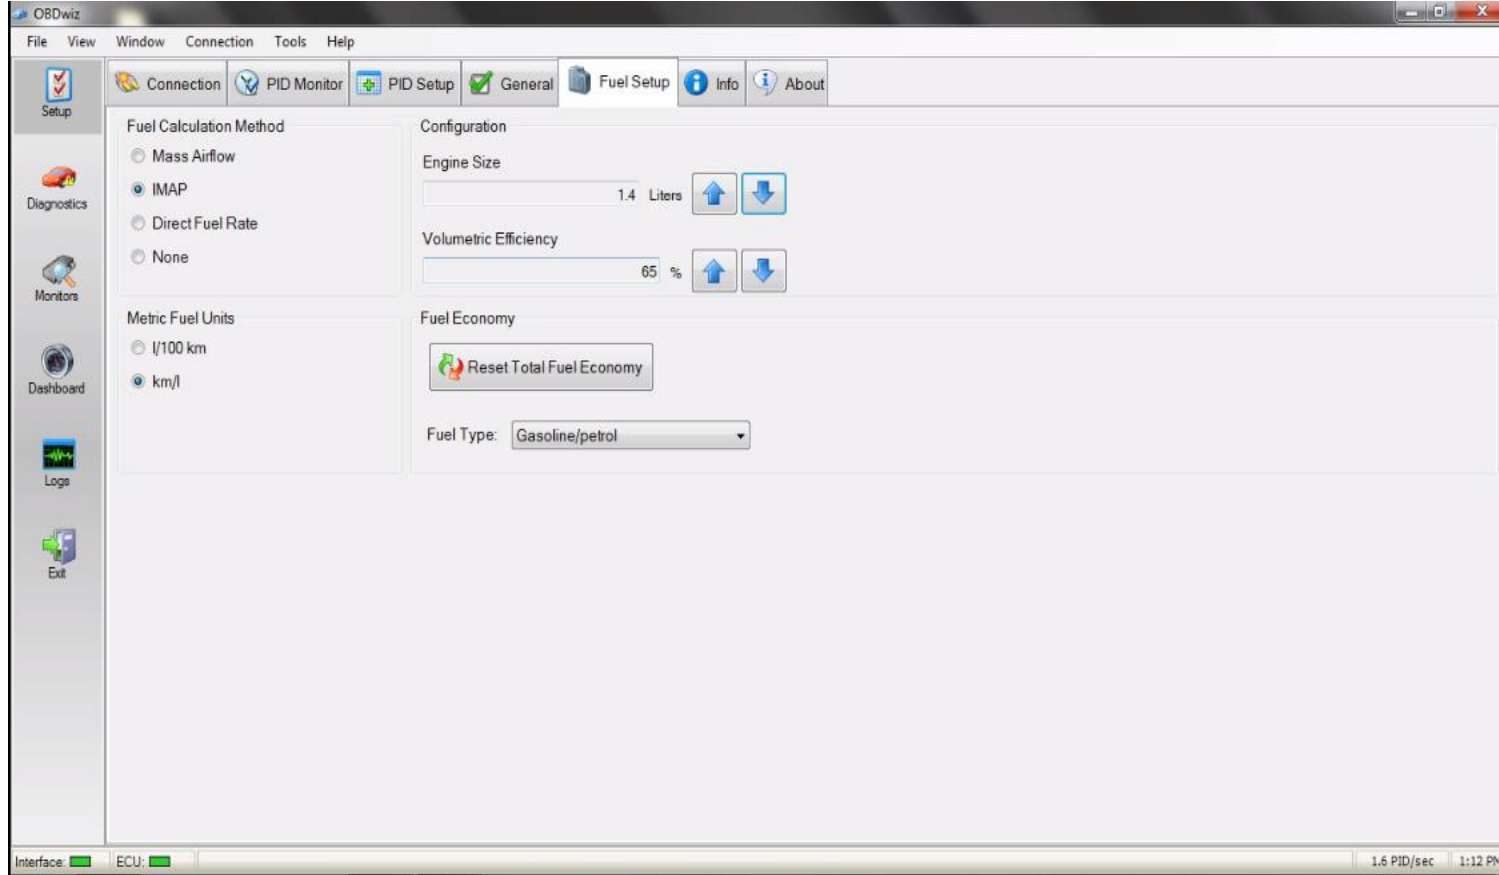 OBDwiz
File View Window Connection Tools Help
Connection PID Monitor PID Setup General Fuel Setup Info About
Setup
Diagnostics
Monitors
Dashboard
Logs
Exit
Fuel Calculation Method
Mass Airflow
IMAP
Direct Fuel Rate
None
Configuration
Engine Size
1.4 Liters
Volumetric Efficiency
65 %
Metric Fuel Units
l/100 km
km/l
Fuel Economy
Reset Total Fuel Economy
Fuel Type: Gasoline/petrol
Interface: ECU: 1.6 PID/sec 1:12 PM